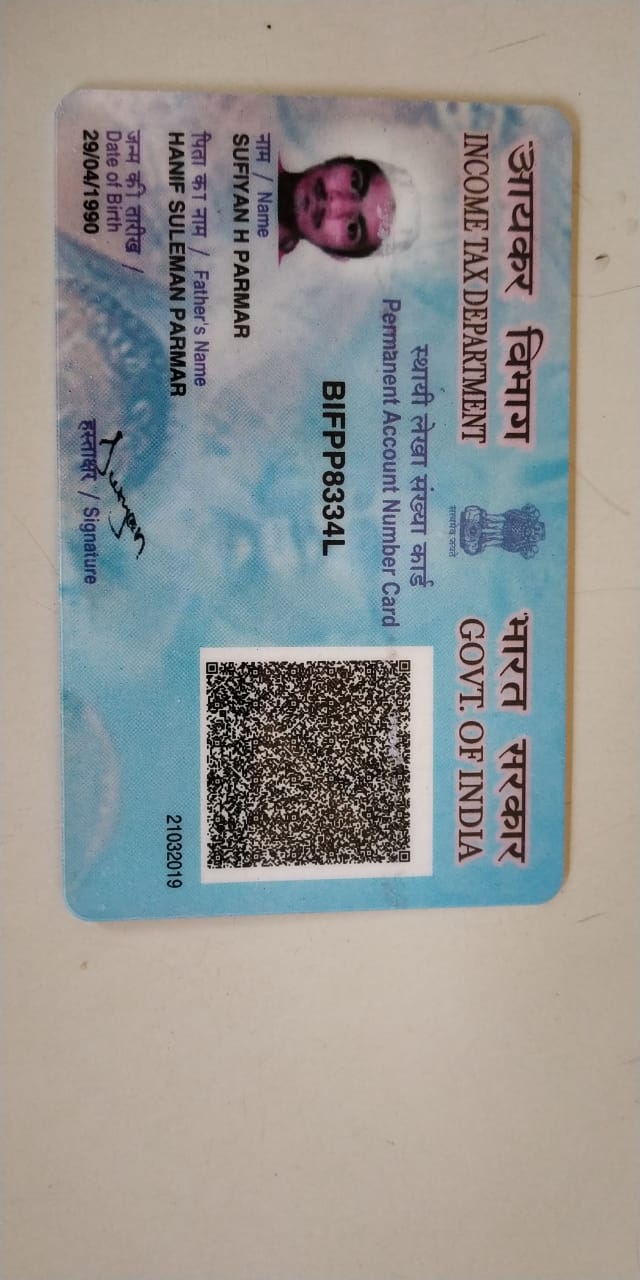 आयकर विभाग
INCOME TAX DEPARTMENT
भारत सरकार
GOVT. OF INDIA
सत्यमेव जयते
स्थायी लेखा संख्या कार्ड
Permanent Account Number Card
BIFPP8334L
नाम / Name
SUFIYAN H PARMAR
पिता का नाम / Father's Name
HANIF SULEMAN PARMAR
जन्म की तारीख /
Date of Birth
29/04/1990
हस्ताक्षर / Signature
21032019